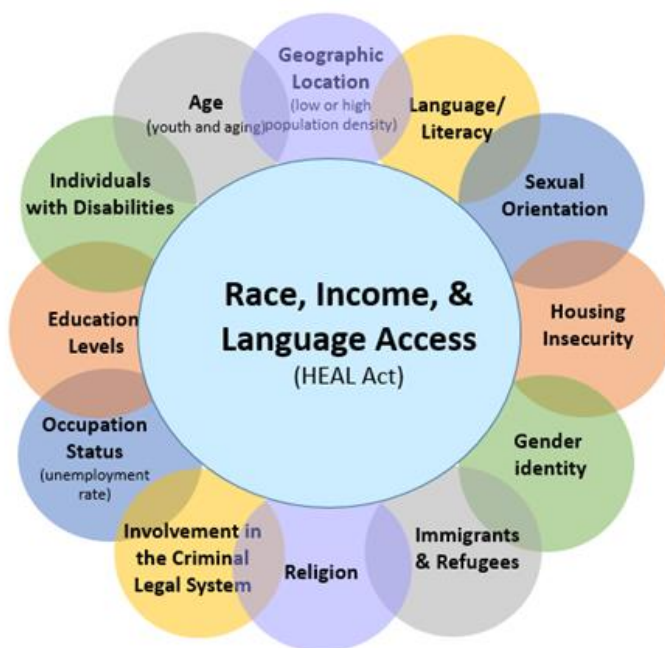 Geographic
Location
(low or high
population density)
Language/
Literacy
Sexual
Orientation
Housing
Insecurity
Gender
identity
Immigrants
& Refugees
Religion
Involvement in
the Criminal
Legal System
Occupation
Status
(unemployment
rate)
Education
Levels
Individuals
with Disabilities
Age
(youth and aging)
Race, Income, &
Language Access
(HEAL Act)